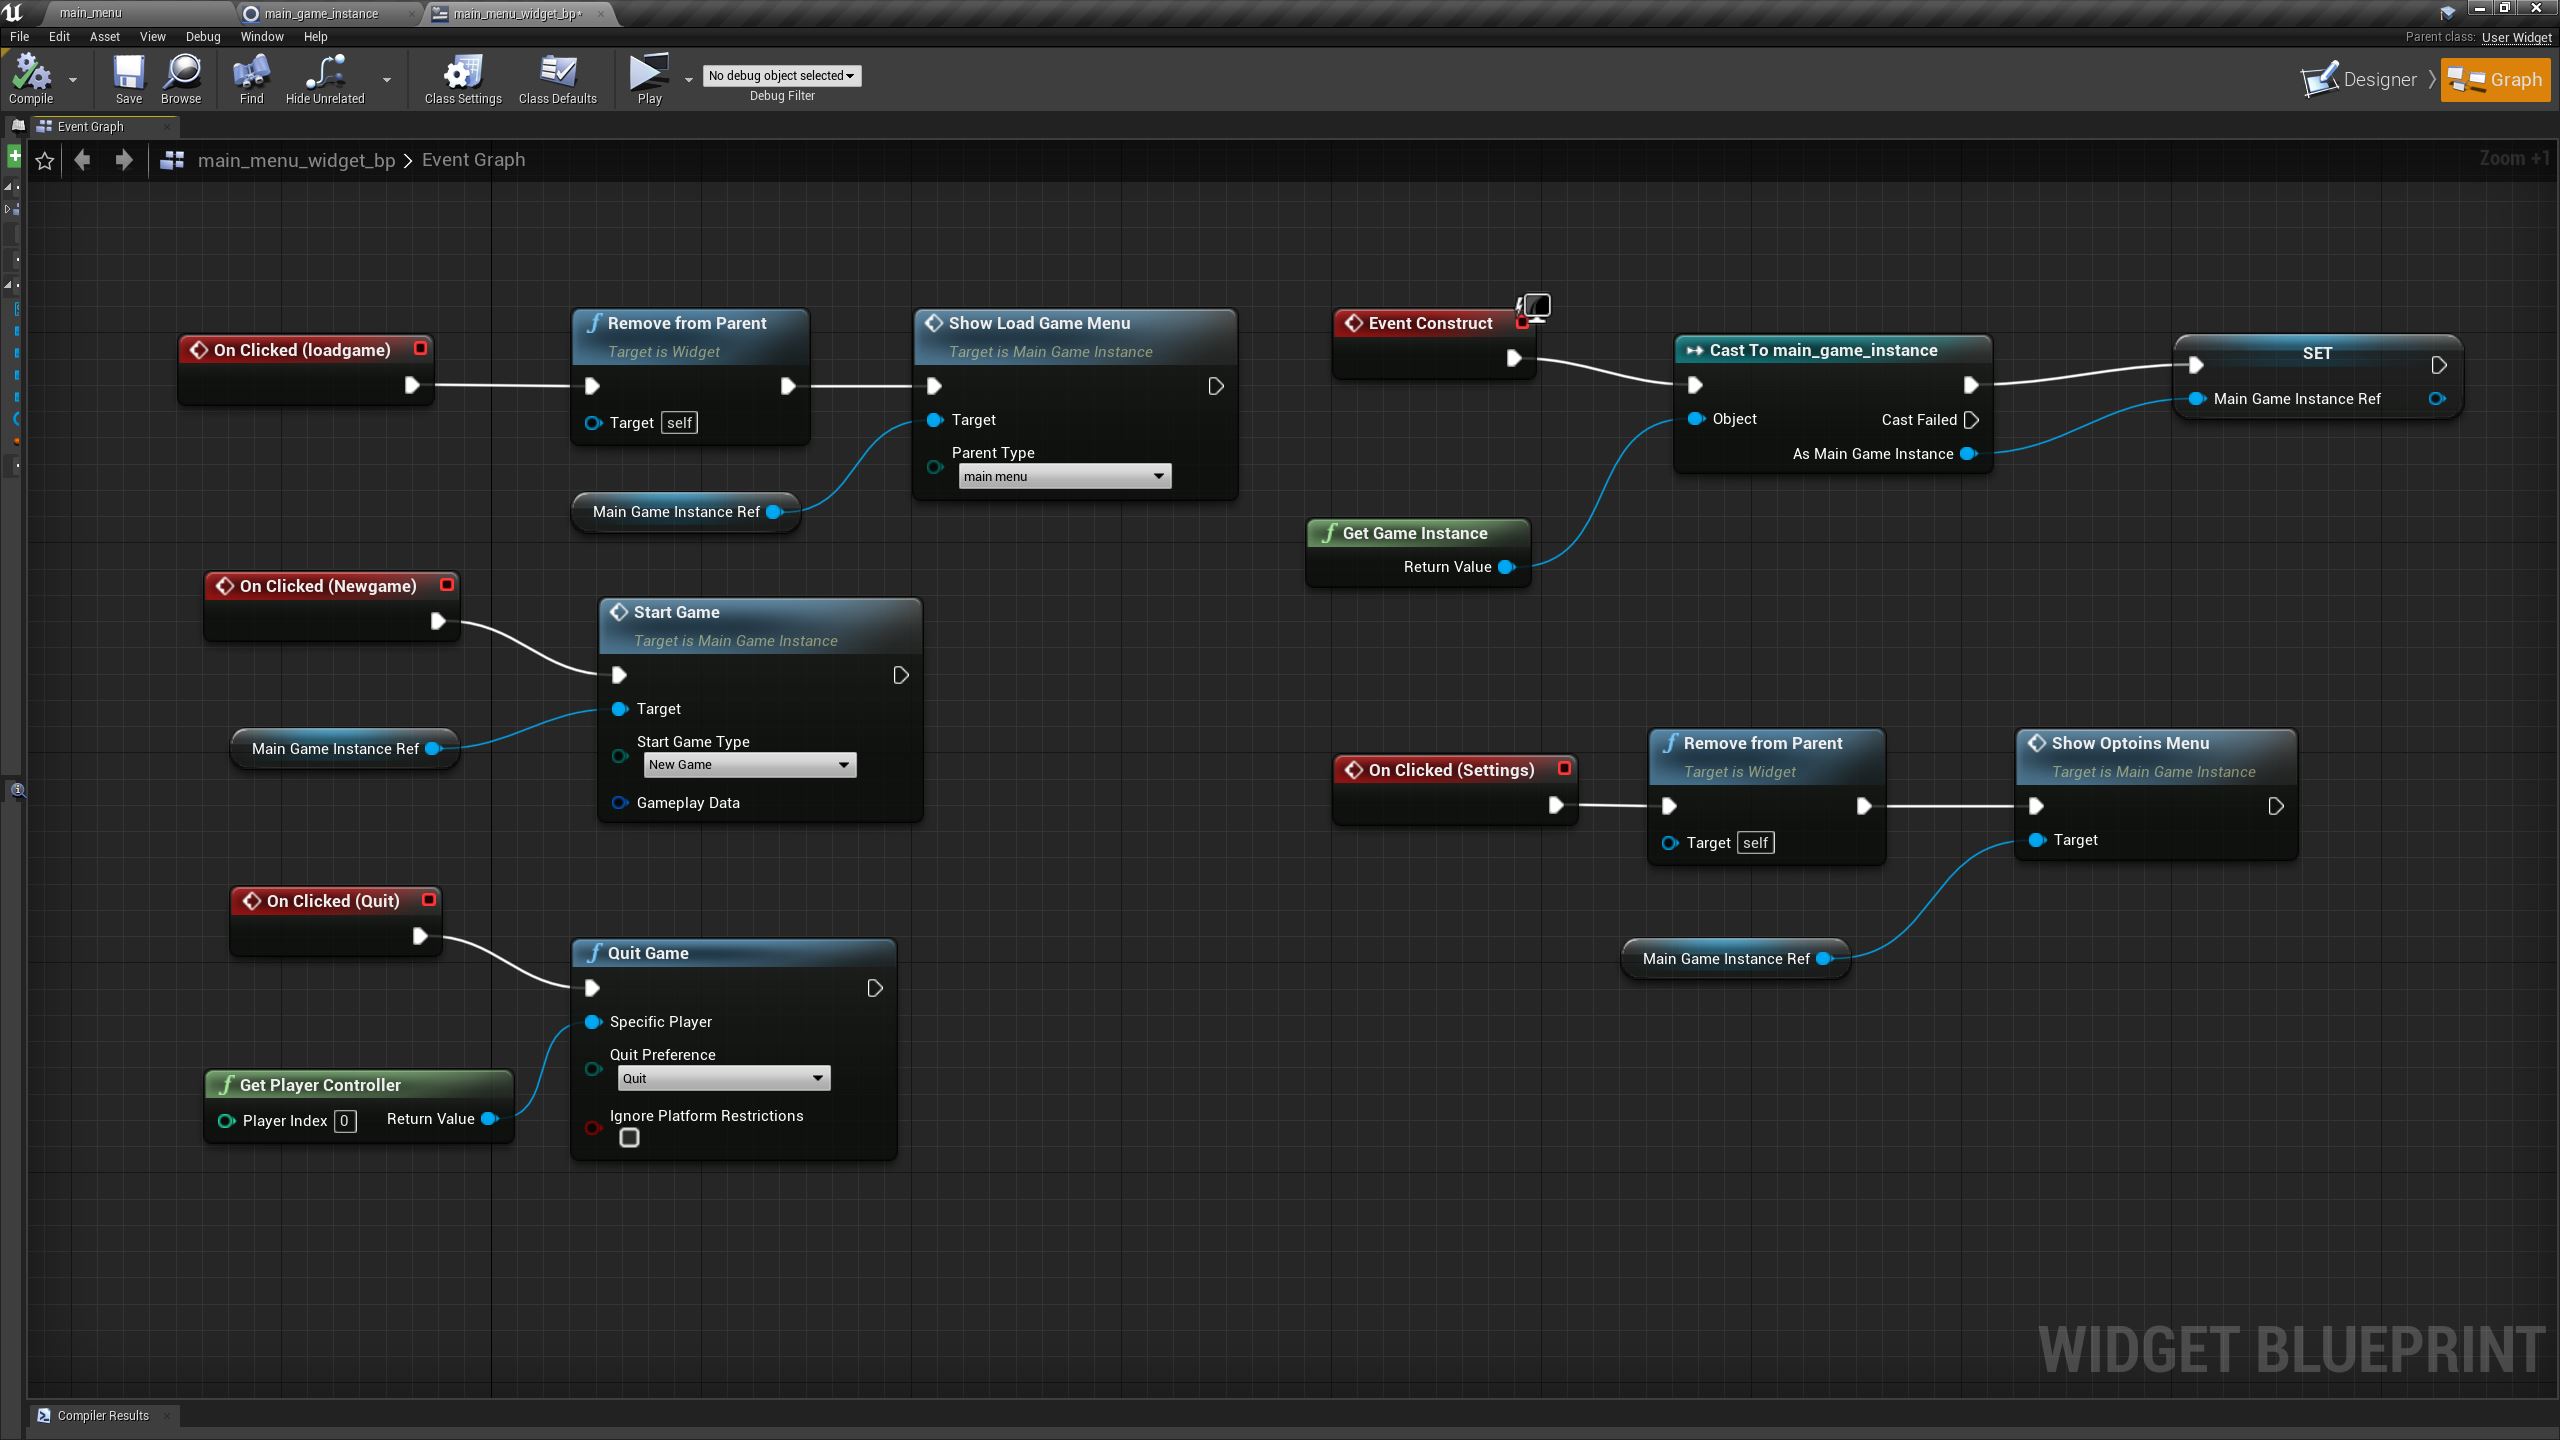 main_menu
main_game_instance
main_menu_widget_bp*
File Edit Asset View Debug Window Help
Parent class: User Widget
Compile
Save
Browse
Find
Hide Unrelated
Class Settings
Class Defaults
Play
No debug object selected
Debug Filter
Designer
Graph
Event Graph
main_menu_widget_bp > Event Graph
Zoom +1
On Clicked (loadgame)
Remove from Parent
Target is Widget
Target self
Show Load Game Menu
Target is Main Game Instance
Target
Parent Type
main menu
Main Game Instance Ref
Event Construct
Cast To main_game_instance
Object
Cast Failed
As Main Game Instance
SET
Main Game Instance Ref
Get Game Instance
Return Value
On Clicked (Newgame)
Start Game
Target is Main Game Instance
Target
Start Game Type
New Game
Gameplay Data
Main Game Instance Ref
On Clicked (Settings)
Remove from Parent
Target is Widget
Target self
Show Optoins Menu
Target is Main Game Instance
Target
Main Game Instance Ref
On Clicked (Quit)
Quit Game
Specific Player
Quit Preference
Quit
Ignore Platform Restrictions
Get Player Controller
Player Index 0
Return Value
WIDGET BLUEPRINT
Compiler Results